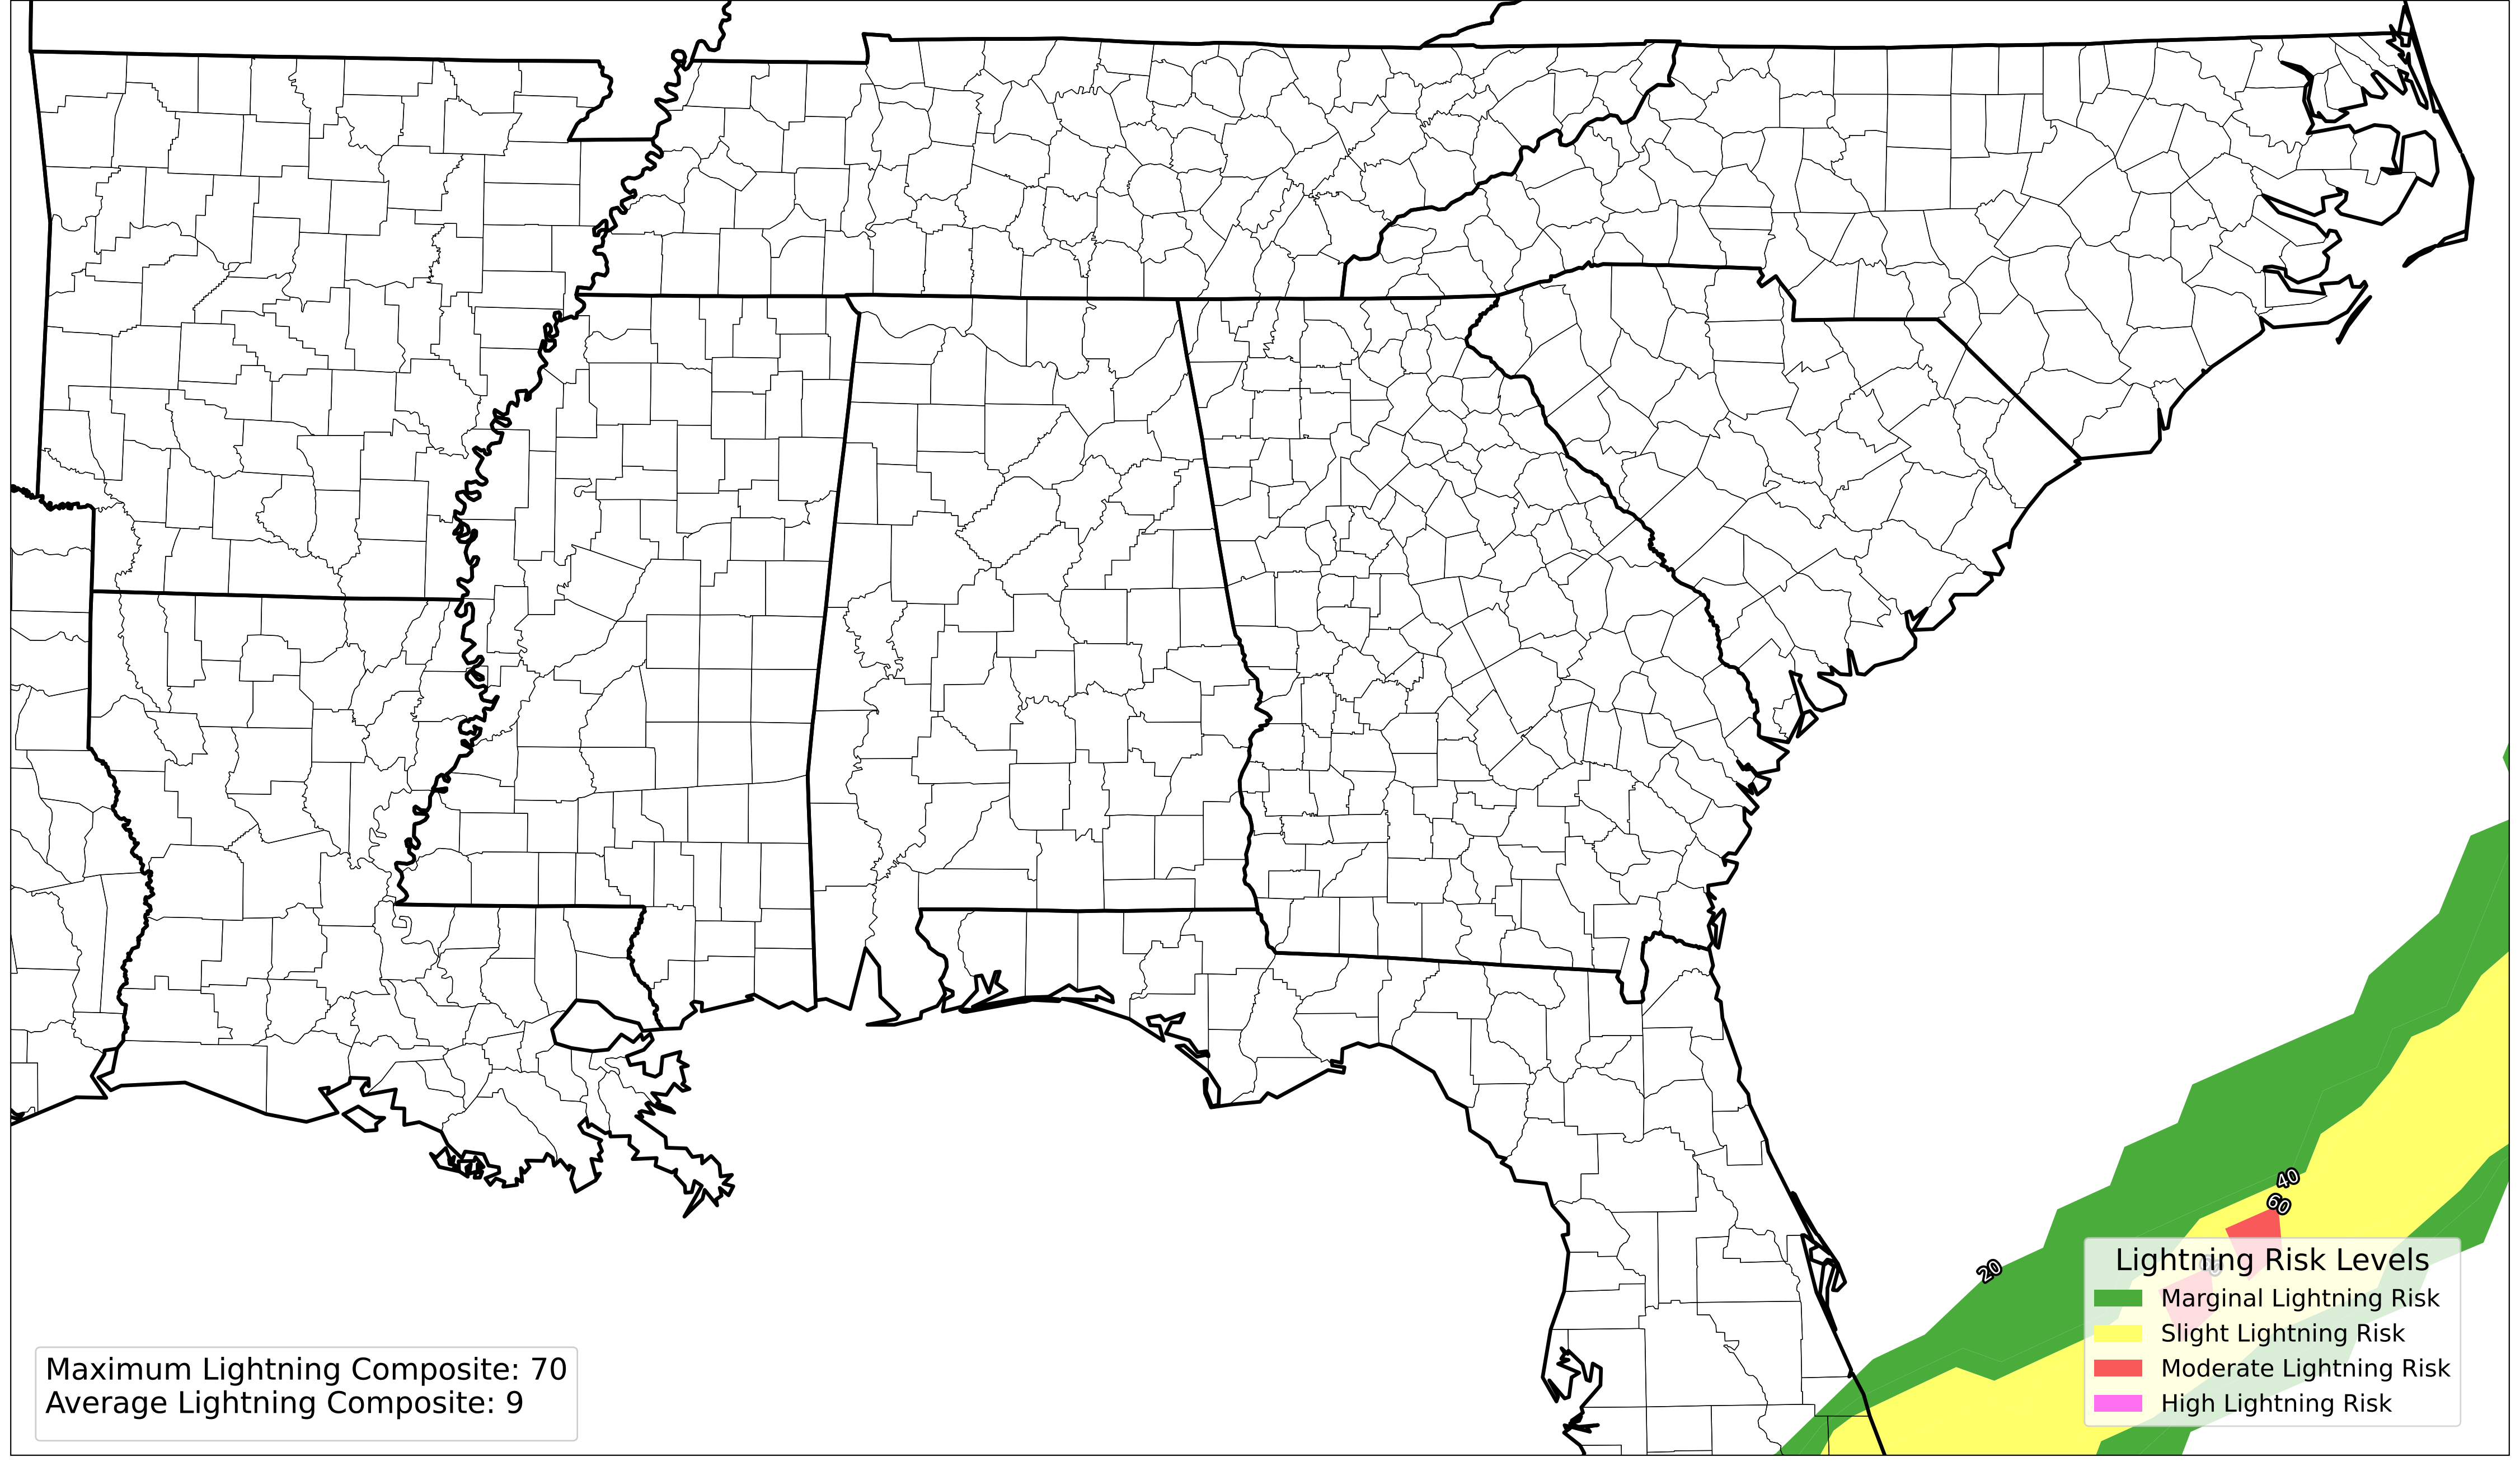 40
60
20
Lightning Risk Levels
Marginal Lightning Risk
Slight Lightning Risk
Moderate Lightning Risk
High Lightning Risk
Maximum Lightning Composite: 70
Average Lightning Composite: 9